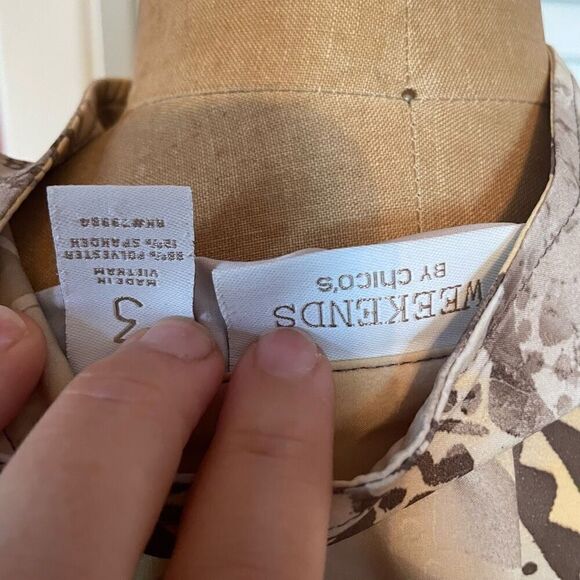 WEEKENDS
BY CHICO'S
3
MADE IN
VIETNAM
88% POLYESTER
12% SPANDEX